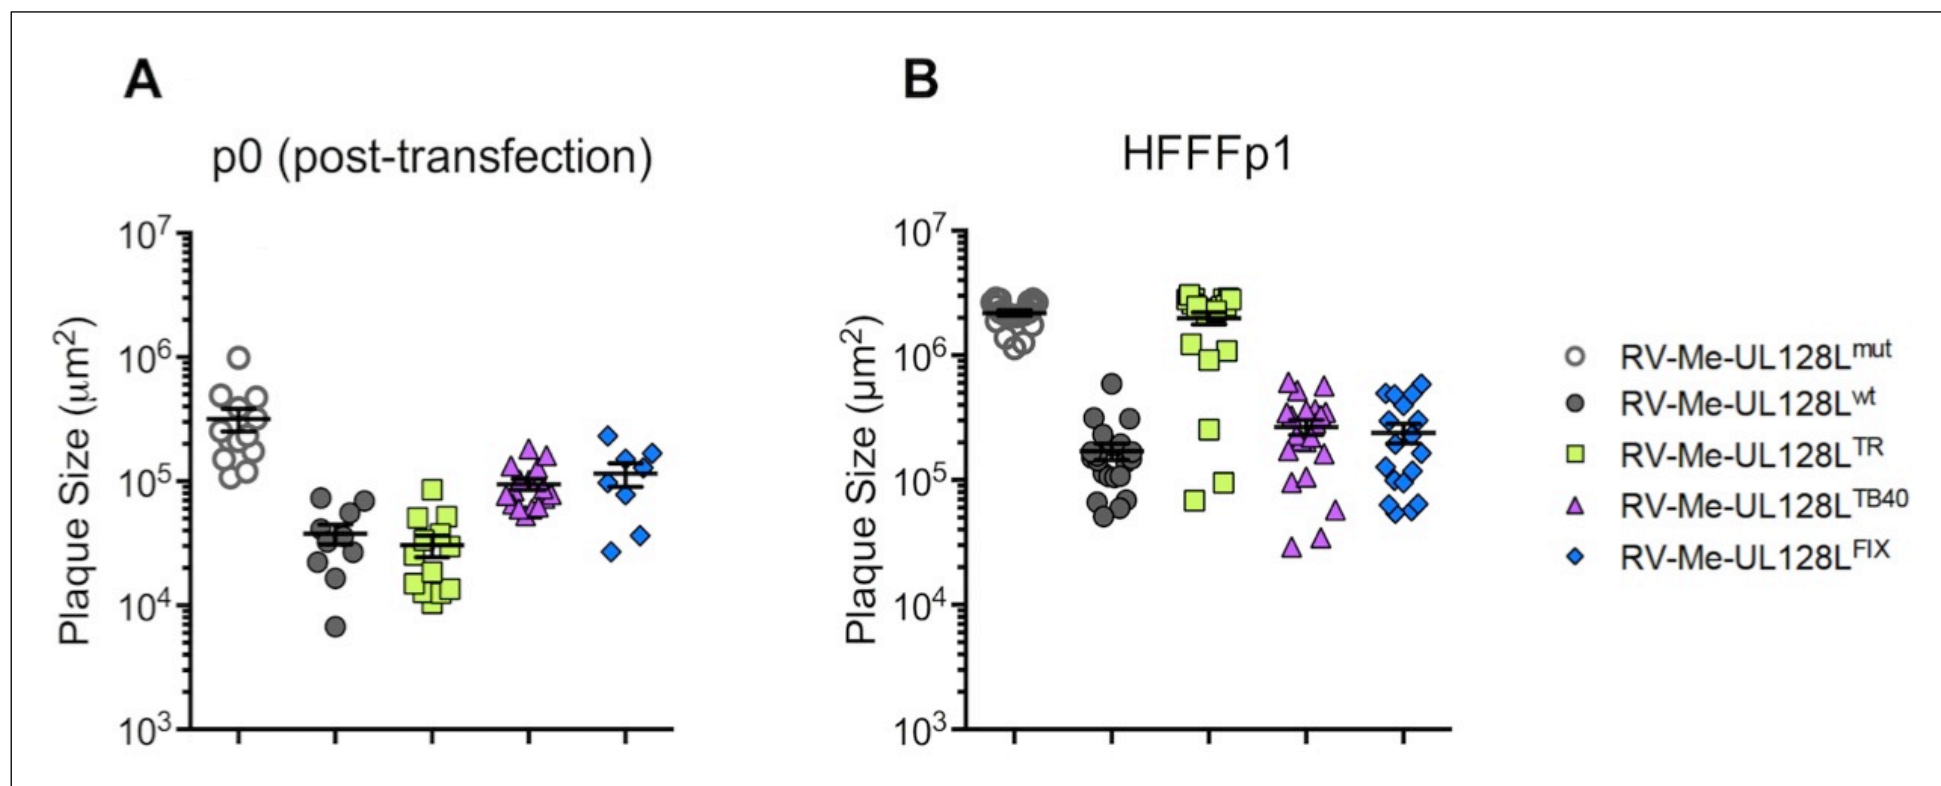 A
p0 (post-transfection)
Plaque Size (μm²)
10⁷
10⁶
10⁵
10⁴
10³
B
HFFFp1
Plaque Size (μm²)
10⁷
10⁶
10⁵
10⁴
10³
RV-Me-UL128Lmut
RV-Me-UL128Lwt
RV-Me-UL128LTR
RV-Me-UL128LTB40
RV-Me-UL128LFIX